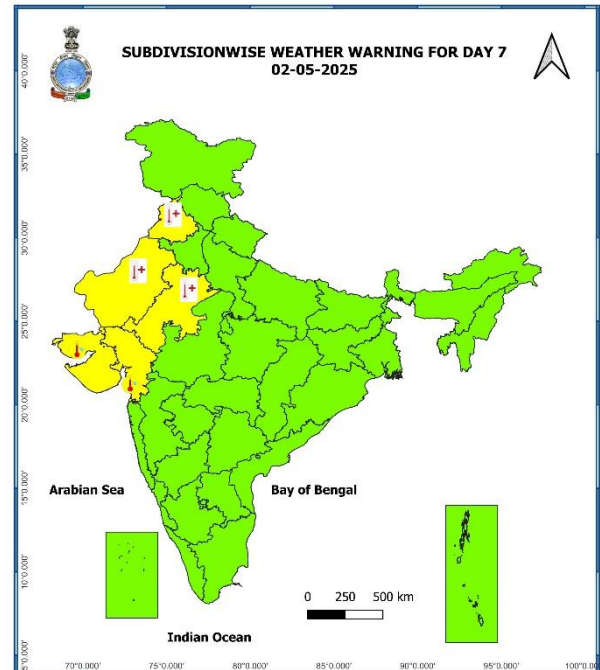 SUBDIVISIONWISE WEATHER WARNING FOR DAY 7
02-05-2025
40°0.000'
35°0.000'
30°0.000'
25°0.000'
20°0.000'
15°0.000'
10°0.000'
5°0.000'
Arabian Sea
Bay of Bengal
0 250 500 km
Indian Ocean
70°0.000' 75°0.000' 80°0.000' 85°0.000' 90°0.000' 95°0.000' 100°0.0